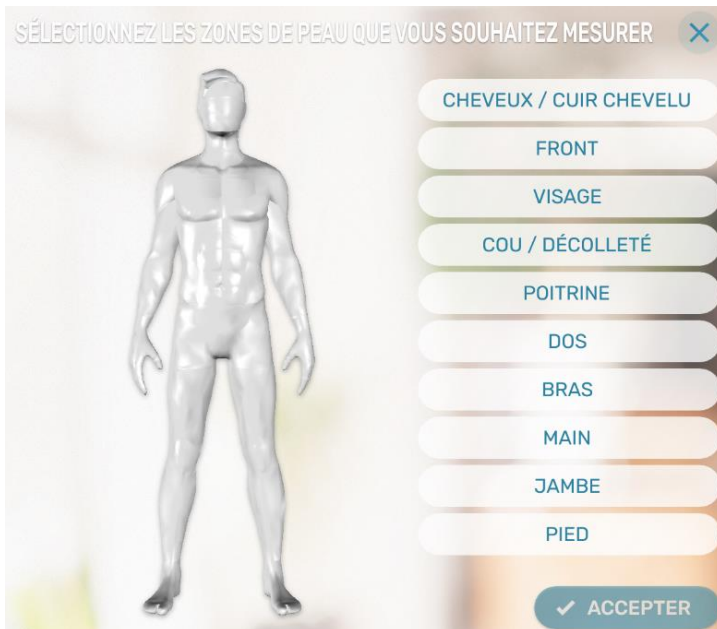 SÉLECTIONNEZ LES ZONES DE PEAU QUE VOUS SOUHAITEZ MESURER
CHEVEUX / CUIR CHEVELU
FRONT
VISAGE
COU / DÉCOLLETÉ
POITRINE
DOS
BRAS
MAIN
JAMBE
PIED
ACCEPTER